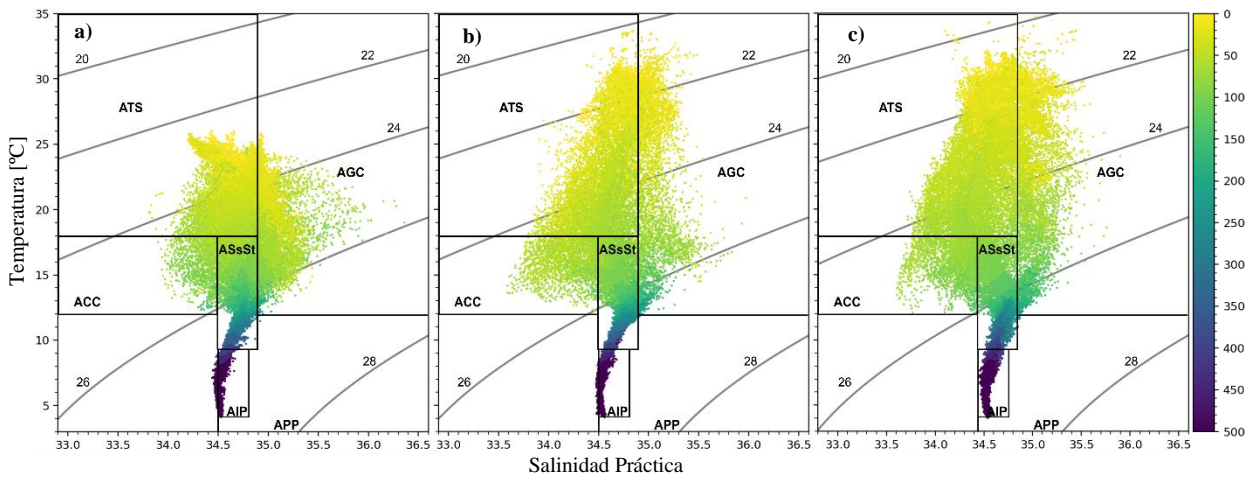 Temperatura [ºC]
35
30
25
20
15
10
5
a)
20
22
24
26
28
ATS
AGC
ASsSt
ACC
AIP
APP
33.0 33.5 34.0 34.5 35.0 35.5 36.0 36.5
b)
20
22
24
26
28
ATS
AGC
ASsSt
ACC
AIP
APP
33.0 33.5 34.0 34.5 35.0 35.5 36.0 36.5
c)
20
22
24
26
28
ATS
AGC
ASsSt
ACC
AIP
APP
33.0 33.5 34.0 34.5 35.0 35.5 36.0 36.5
0
50
100
150
200
250
300
350
400
450
500
Salinidad Práctica